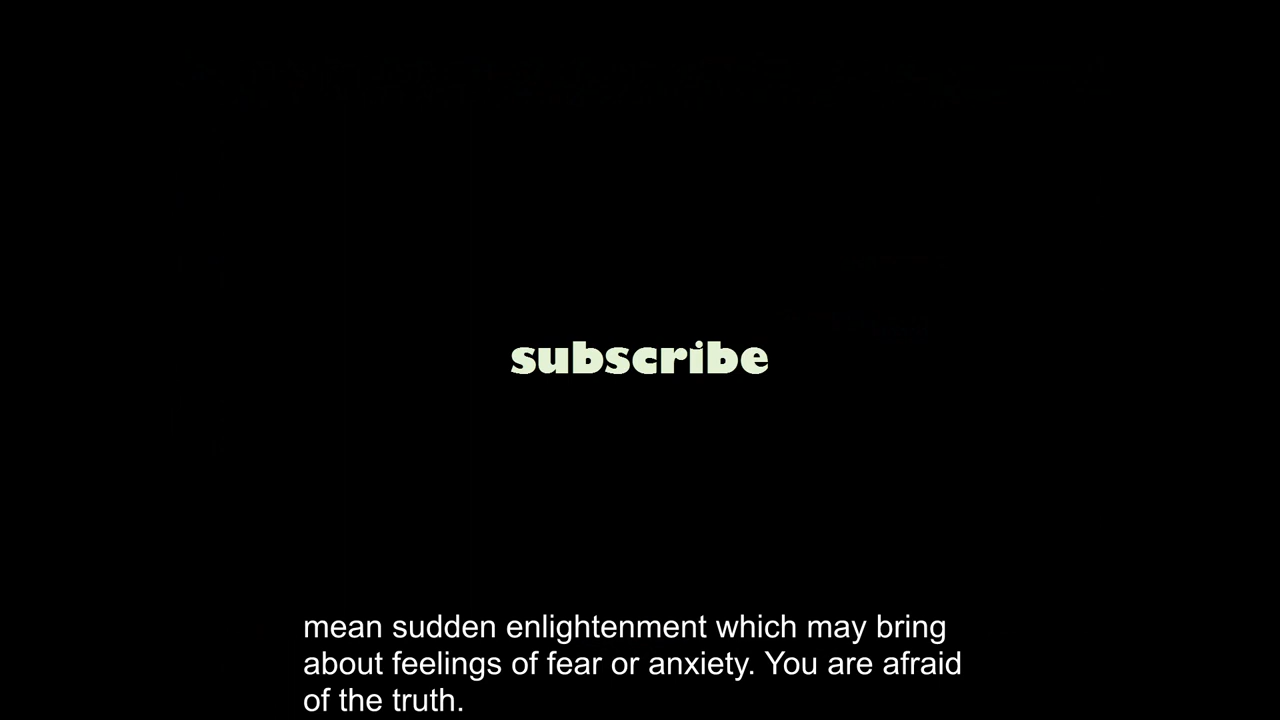 subscribe
mean sudden enlightenment which may bring
about feelings of fear or anxiety. You are afraid
of the truth.